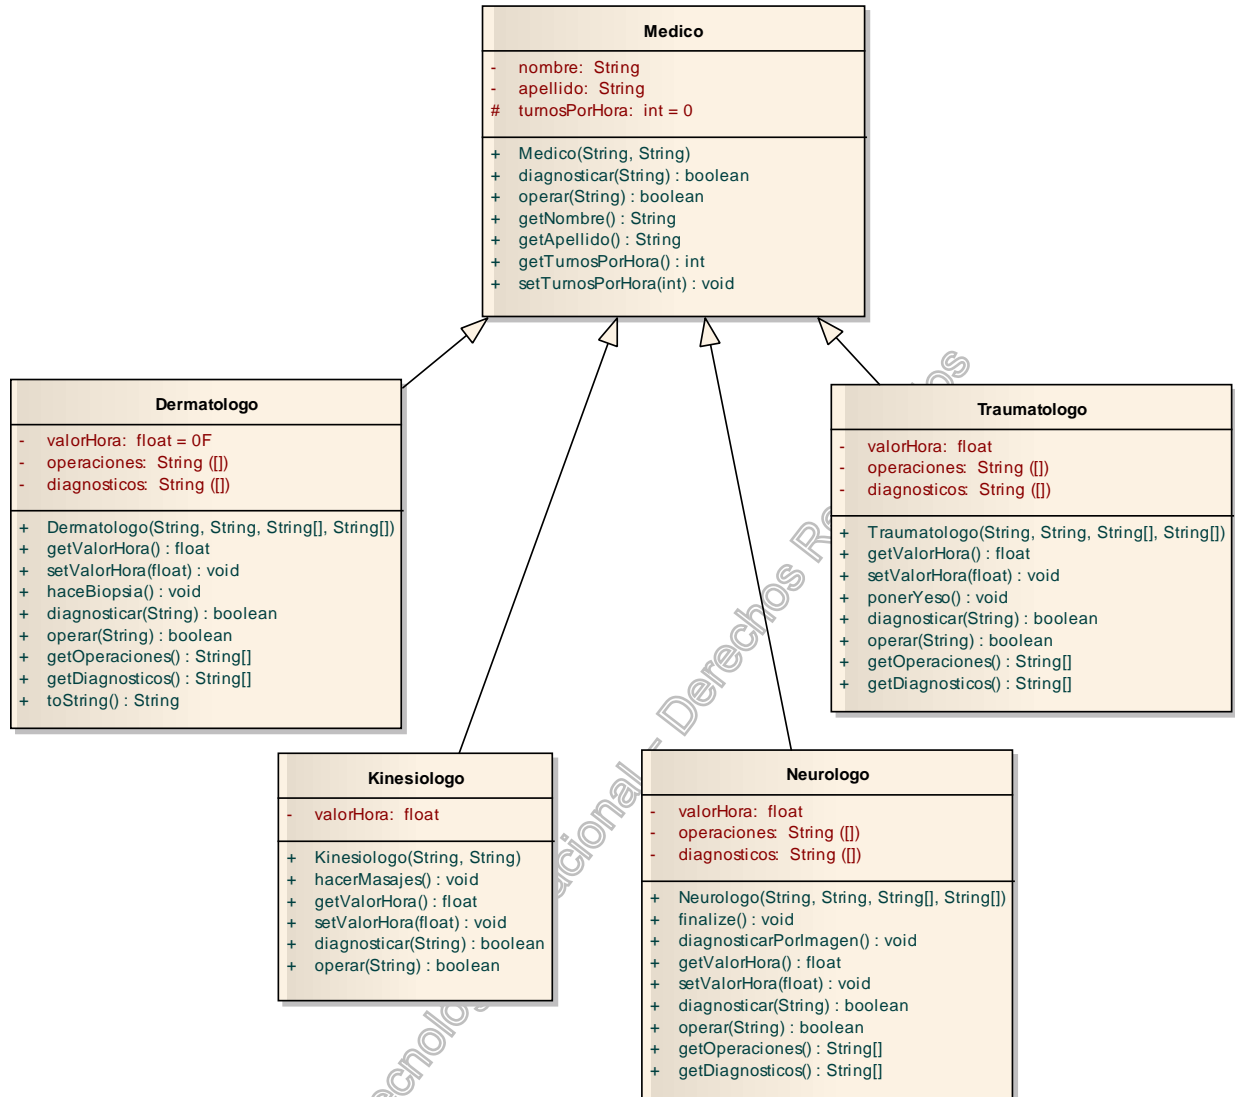 Medico
- nombre: String
- apellido: String
# turnosPorHora: int = 0
+ Medico(String, String)
+ diagnosticar(String) : boolean
+ operar(String) : boolean
+ getNombre() : String
+ getApellido() : String
+ getTurnosPorHora() : int
+ setTurnosPorHora(int) : void
Dermatologo
- valorHora: float = 0F
- operaciones: String ([])
- diagnosticos: String ([])
+ Dermatologo(String, String, String[], String[])
+ getValorHora() : float
+ setValorHora(float) : void
+ haceBiopsia() : void
+ diagnosticar(String) : boolean
+ operar(String) : boolean
+ getOperaciones() : String[]
+ getDiagnosticos() : String[]
+ toString() : String
Traumatologo
- valorHora: float
- operaciones: String ([])
- diagnosticos: String ([])
+ Traumatologo(String, String, String[], String[])
+ getValorHora() : float
+ setValorHora(float) : void
+ ponerYeso() : void
+ diagnosticar(String) : boolean
+ operar(String) : boolean
+ getOperaciones() : String[]
+ getDiagnosticos() : String[]
Kinesiologo
- valorHora: float
+ Kinesiologo(String, String)
+ hacerMasajes() : void
+ getValorHora() : float
+ setValorHora(float) : void
+ diagnosticar(String) : boolean
+ operar(String) : boolean
Neurologo
- valorHora: float
- operaciones: String ([])
- diagnosticos: String ([])
+ Neurologo(String, String, String[], String[])
+ finalize() : void
+ diagnosticarPorImagen() : void
+ getValorHora() : float
+ setValorHora(float) : void
+ diagnosticar(String) : boolean
+ operar(String) : boolean
+ getOperaciones() : String[]
+ getDiagnosticos() : String[]
– Derechos